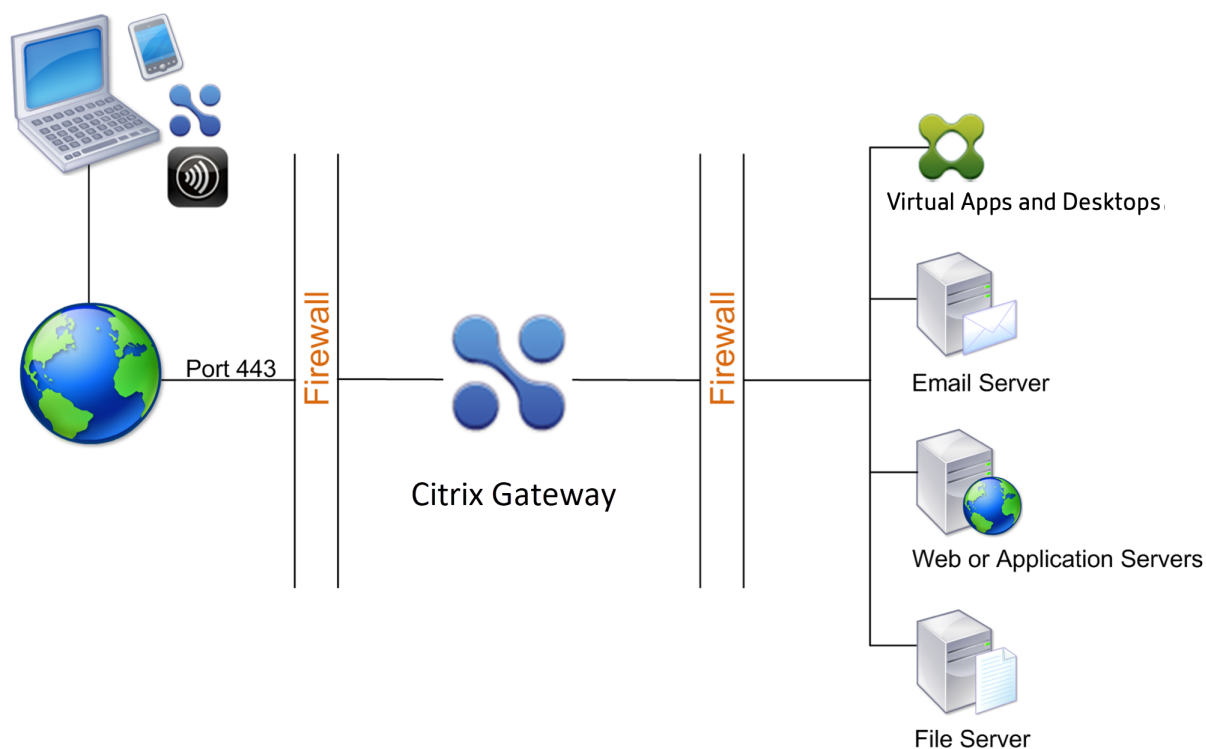 Port 443
Firewall
Citrix Gateway
Firewall
Virtual Apps and Desktops
Email Server
Web or Application Servers
File Server